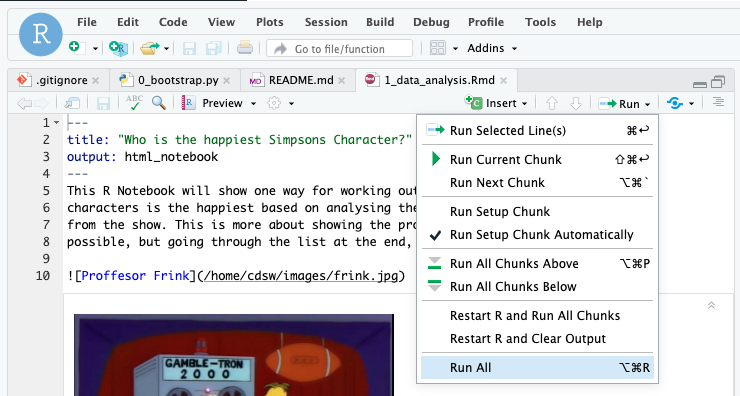 R
File Edit Code View Plots Session Build Debug Profile Tools Help
Go to file/function Addins
.gitignore 0_bootstrap.py MD README.md Rmd 1_data_analysis.Rmd
ABC R Preview C Insert Run
1 ---
2 title: "Who is the happiest Simpsons Character?"
3 output: html_notebook
4 ---
5 This R Notebook will show one way for working out
6 characters is the happiest based on analysing the
7 from the show. This is more about showing the pro
8 possible, but going through the list at the end,
9
10 ![Proffesor Frink](/home/cdsw/images/frink.jpg)
Run Selected Line(s) ⌘↩
Run Current Chunk ⇧⌘↩
Run Next Chunk ⌥⌘`
Run Setup Chunk
Run Setup Chunk Automatically
Run All Chunks Above ⌥⌘P
Run All Chunks Below
Restart R and Run All Chunks
Restart R and Clear Output
Run All ⌥⌘R
GAMBLE-TRON
2000